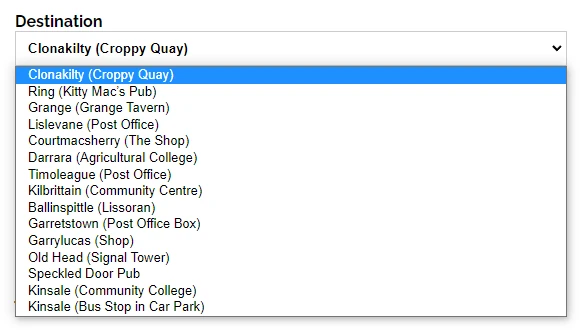 Destination
Clonakilty (Croppy Quay)
Clonakilty (Croppy Quay)
Ring (Kitty Mac's Pub)
Grange (Grange Tavern)
Lislevane (Post Office)
Courtmacsherry (The Shop)
Darrara (Agricultural College)
Timoleague (Post Office)
Kilbrittain (Community Centre)
Ballinspittle (Lissoran)
Garretstown (Post Office Box)
Garrylucas (Shop)
Old Head (Signal Tower)
Speckled Door Pub
Kinsale (Community College)
Kinsale (Bus Stop in Car Park)